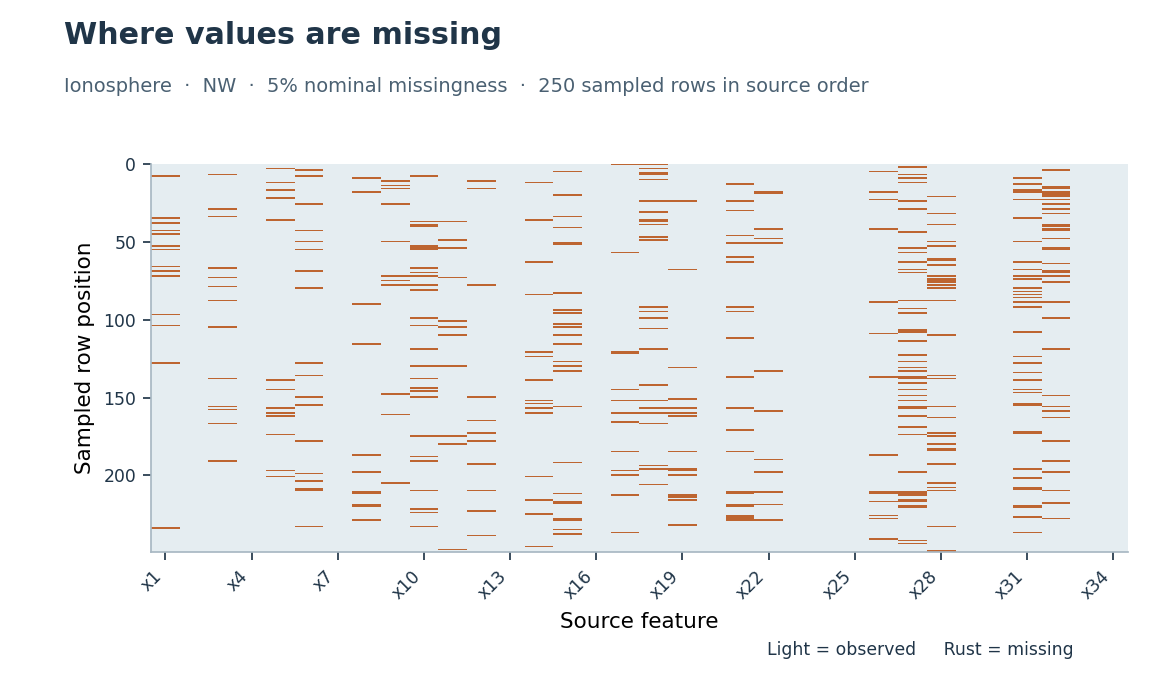 Where values are missing
Ionosphere · NW · 5% nominal missingness · 250 sampled rows in source order
0
50
100
150
200
Sampled row position
x1
x4
x7
x10
x13
x16
x19
x22
x25
x28
x31
x34
Source feature
Light = observed Rust = missing